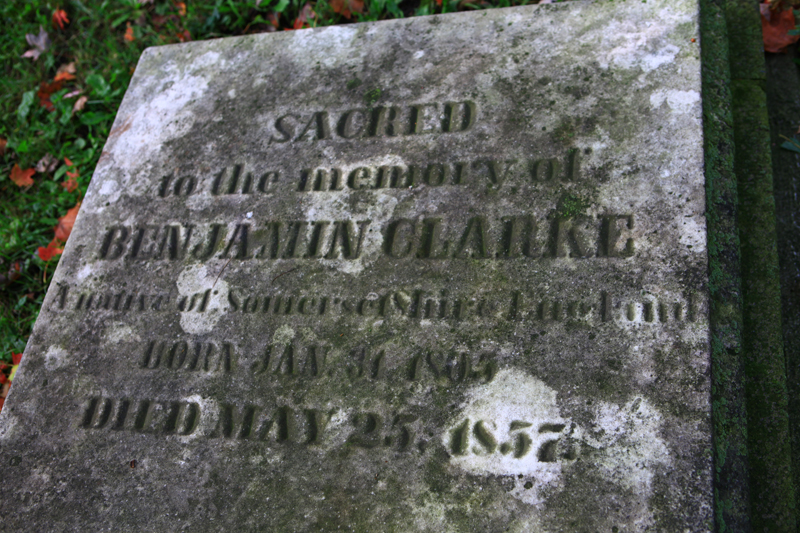 SACRED
to the memory of
BENJAMIN CLARKE
A native of SomersetShire England
BORN JAN. 31, 1805
DIED MAY 25, 1857.